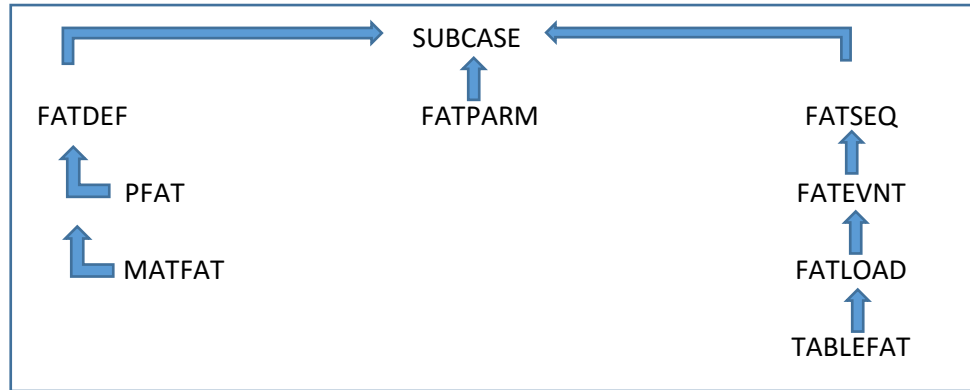 SUBCASE
FATDEF FATPARM FATSEQ
PFAT FATEVNT
MATFAT FATLOAD
TABLEFAT